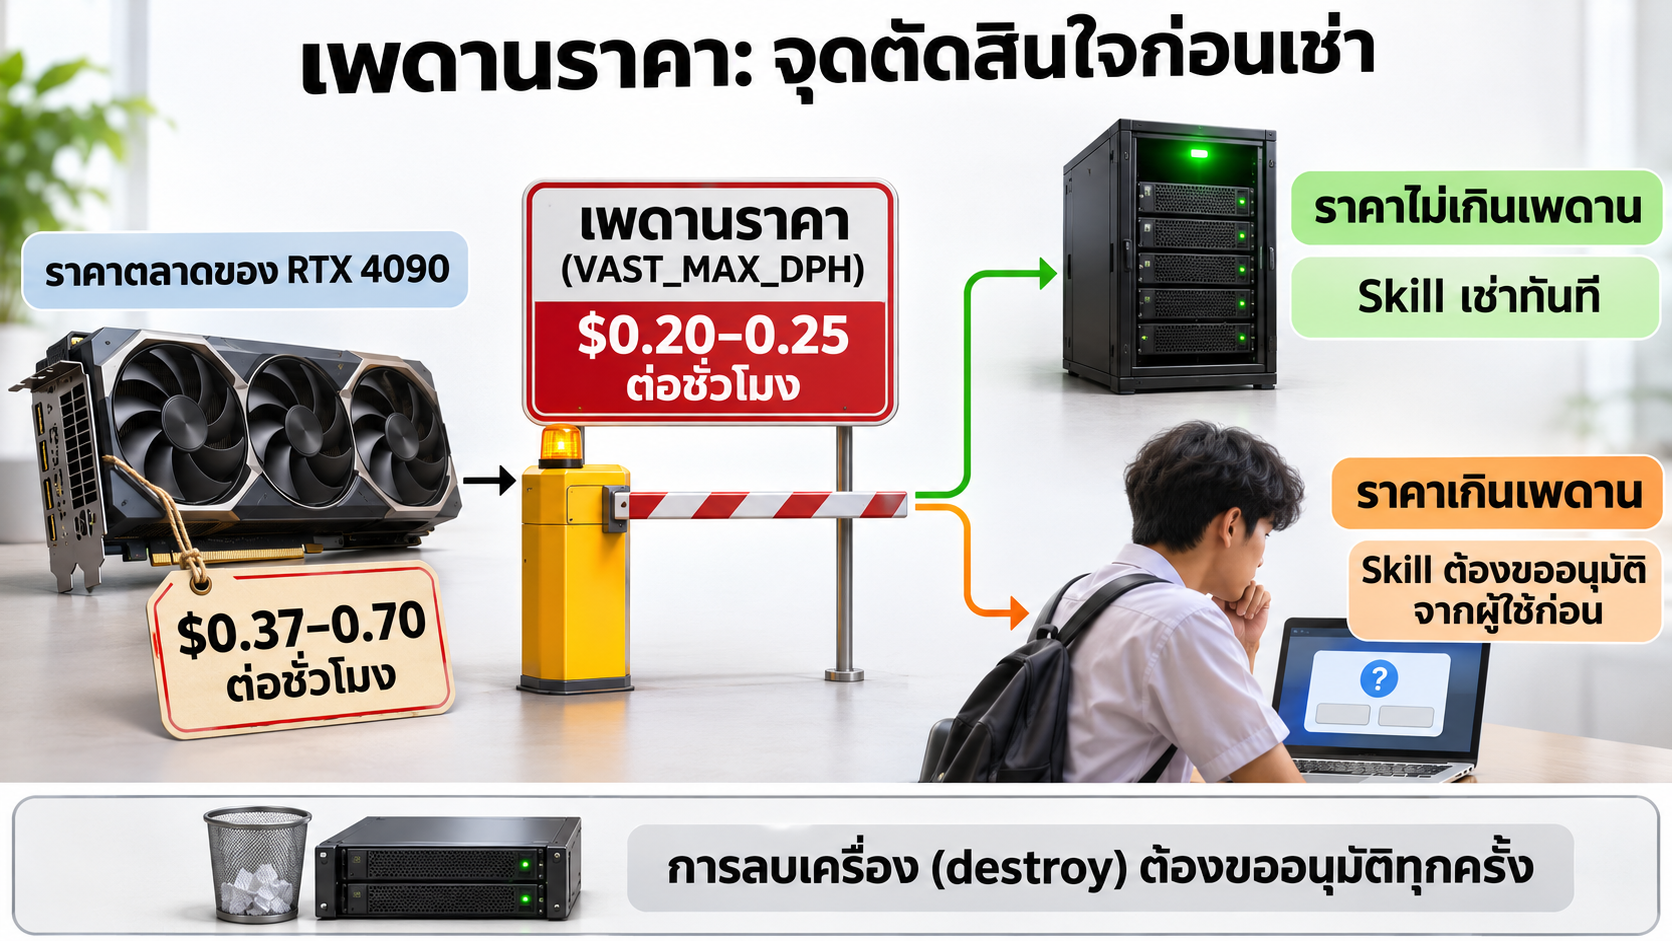 เพดานราคา: จุดตัดสินใจก่อนเช่า
ราคาตลาดของ RTX 4090
$0.37–0.70
ต่อชั่วโมง
เพดานราคา
(VAST_MAX_DPH)
$0.20–0.25
ต่อชั่วโมง
ราคาไม่เกินเพดาน
Skill เช่าทันที
ราคาเกินเพดาน
Skill ต้องขออนุมัติ
จากผู้ใช้ก่อน
?
การลบเครื่อง (destroy) ต้องขออนุมัติทุกครั้ง